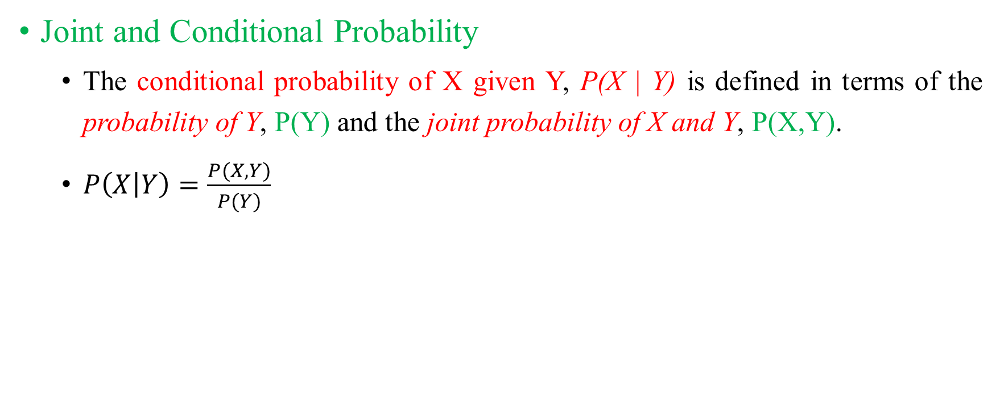 • Joint and Conditional Probability
• The conditional probability of X given Y, P(X | Y) is defined in terms of the
probability of Y, P(Y) and the joint probability of X and Y, P(X,Y).
• P(X|Y) = P(X,Y)/P(Y)